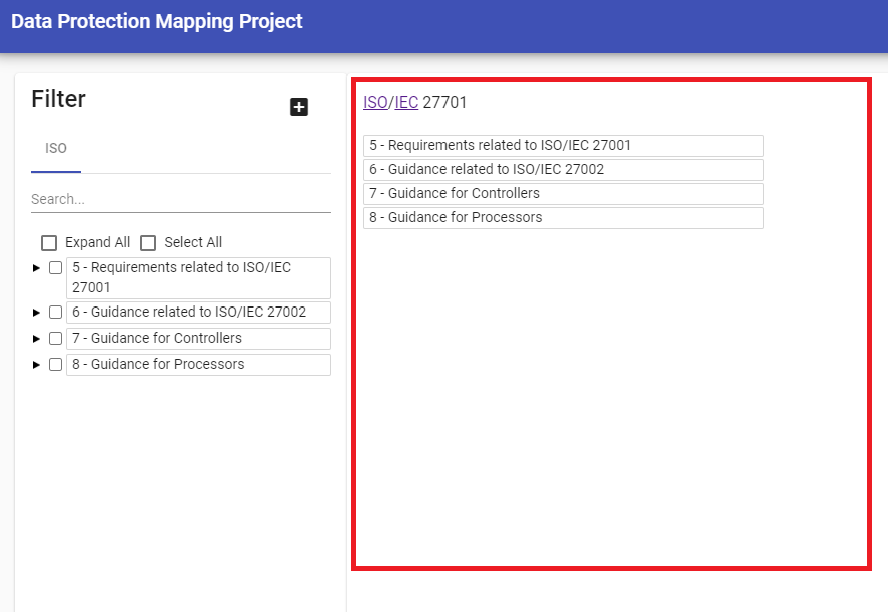 Data Protection Mapping Project
Filter
ISO
Search...
Expand All Select All
5 - Requirements related to ISO/IEC
27001
6 - Guidance related to ISO/IEC 27002
7 - Guidance for Controllers
8 - Guidance for Processors
ISO/IEC 27701
5 - Requirements related to ISO/IEC 27001
6 - Guidance related to ISO/IEC 27002
7 - Guidance for Controllers
8 - Guidance for Processors